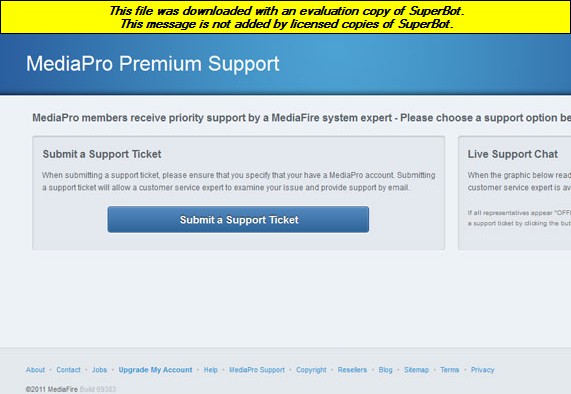 This file was downloaded with an evaluation copy of SuperBot.
This message is not added by licensed copies of SuperBot.
MediaPro Premium Support
MediaPro members receive priority support by a MediaFire system expert - Please choose a support option be
Submit a Support Ticket
When submitting a support ticket, please ensure that you specify that your have a MediaPro account. Submitting
a support ticket will allow a customer service expert to examine your issue and provide support by email.
Submit a Support Ticket
Live Support Chat
When the graphic below read
customer service expert is av
If all representatives appear "OFF
a support ticket by clicking the but
About • Contact • Jobs • Upgrade My Account • Help • MediaPro Support • Copyright • Resellers • Blog • Sitemap • Terms • Privacy
©2011 MediaFire Build 69383